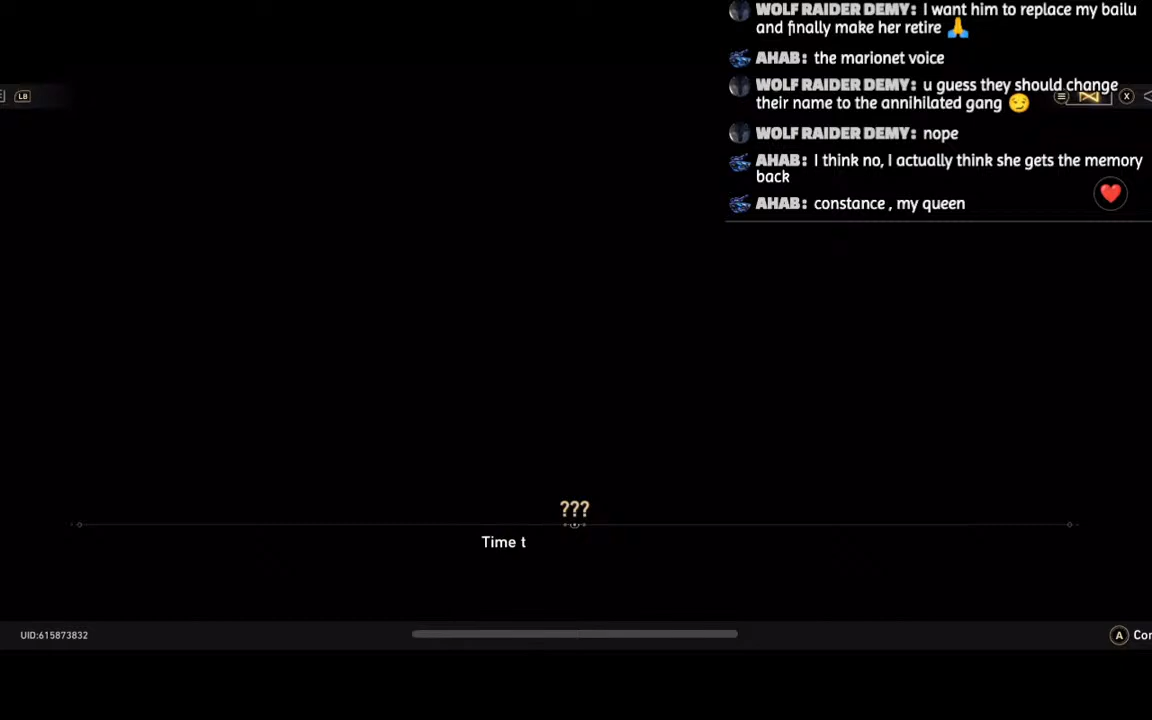 WOLF RAIDER DEMY: I want him to replace my bailu
and finally make her retire 🙏
AHAB: the marionet voice
WOLF RAIDER DEMY: u guess they should change
their name to the annihilated gang 😏
LB
X
WOLF RAIDER DEMY: nope
AHAB: I think no, I actually think she gets the memory
back
AHAB: constance , my queen
???
Time t
UID:615873832
A Con